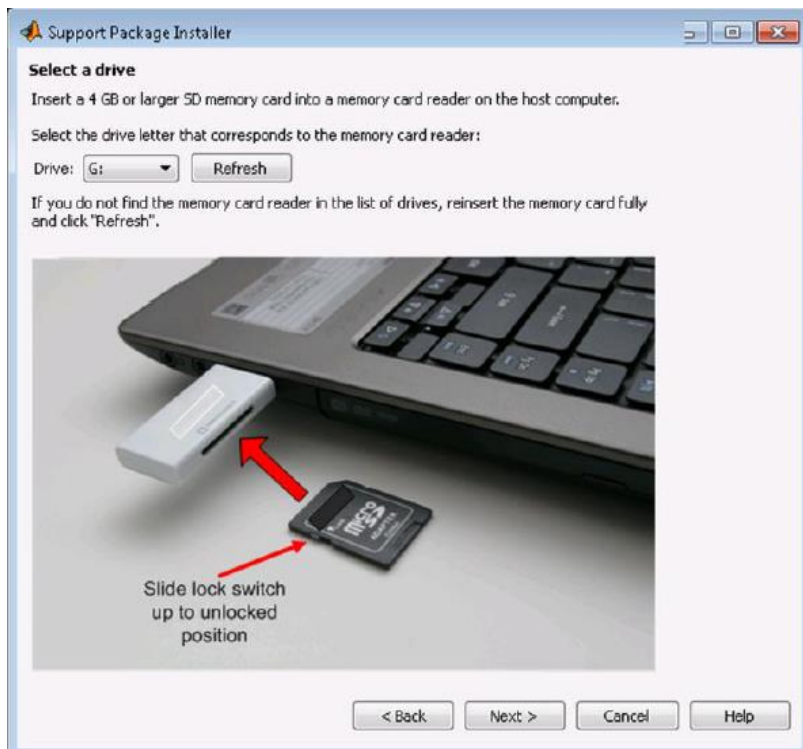 Support Package Installer
Select a drive
Insert a 4 GB or larger SD memory card into a memory card reader on the host computer.
Select the drive letter that corresponds to the memory card reader:
Drive: G: Refresh
If you do not find the memory card reader in the list of drives, reinsert the memory card fully
and click "Refresh".
Micro
SD
ADAPTER
Slide lock switch
up to unlocked
position
< Back Next > Cancel Help